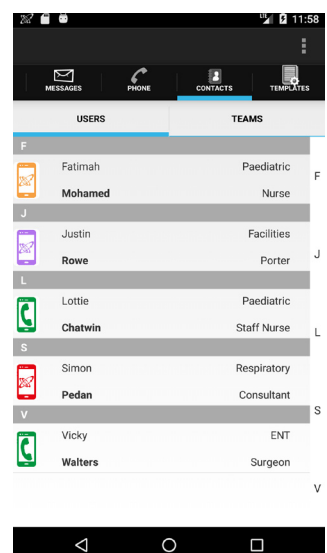 LTE 11:58
MESSAGES PHONE CONTACTS TEMPLATES
USERS TEAMS
F
Fatimah Paediatric
Mohamed Nurse
F
J
Justin Facilities
Rowe Porter
J
L
Lottie Paediatric
Chatwin Staff Nurse
L
S
Simon Respiratory
Pedan Consultant
S
V
Vicky ENT
Walters Surgeon
V